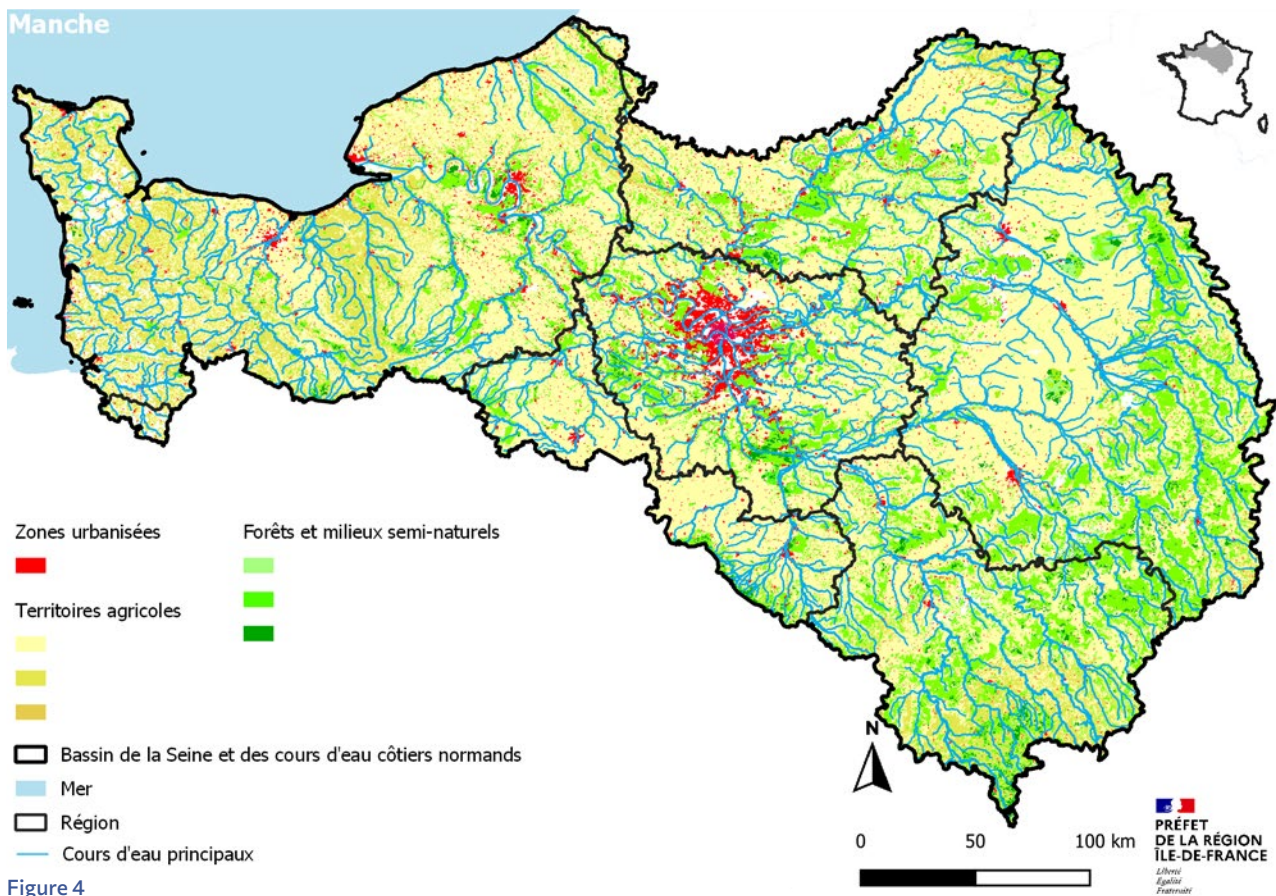 Manche
Zones urbanisées
Forêts et milieux semi-naturels
Territoires agricoles
Bassin de la Seine et des cours d'eau côtiers normands
Mer
Région
Cours d'eau principaux
N
0 50 100 km
PRÉFET
DE LA RÉGION
ÎLE-DE-FRANCE
Liberté
Égalité
Fraternité
Figure 4